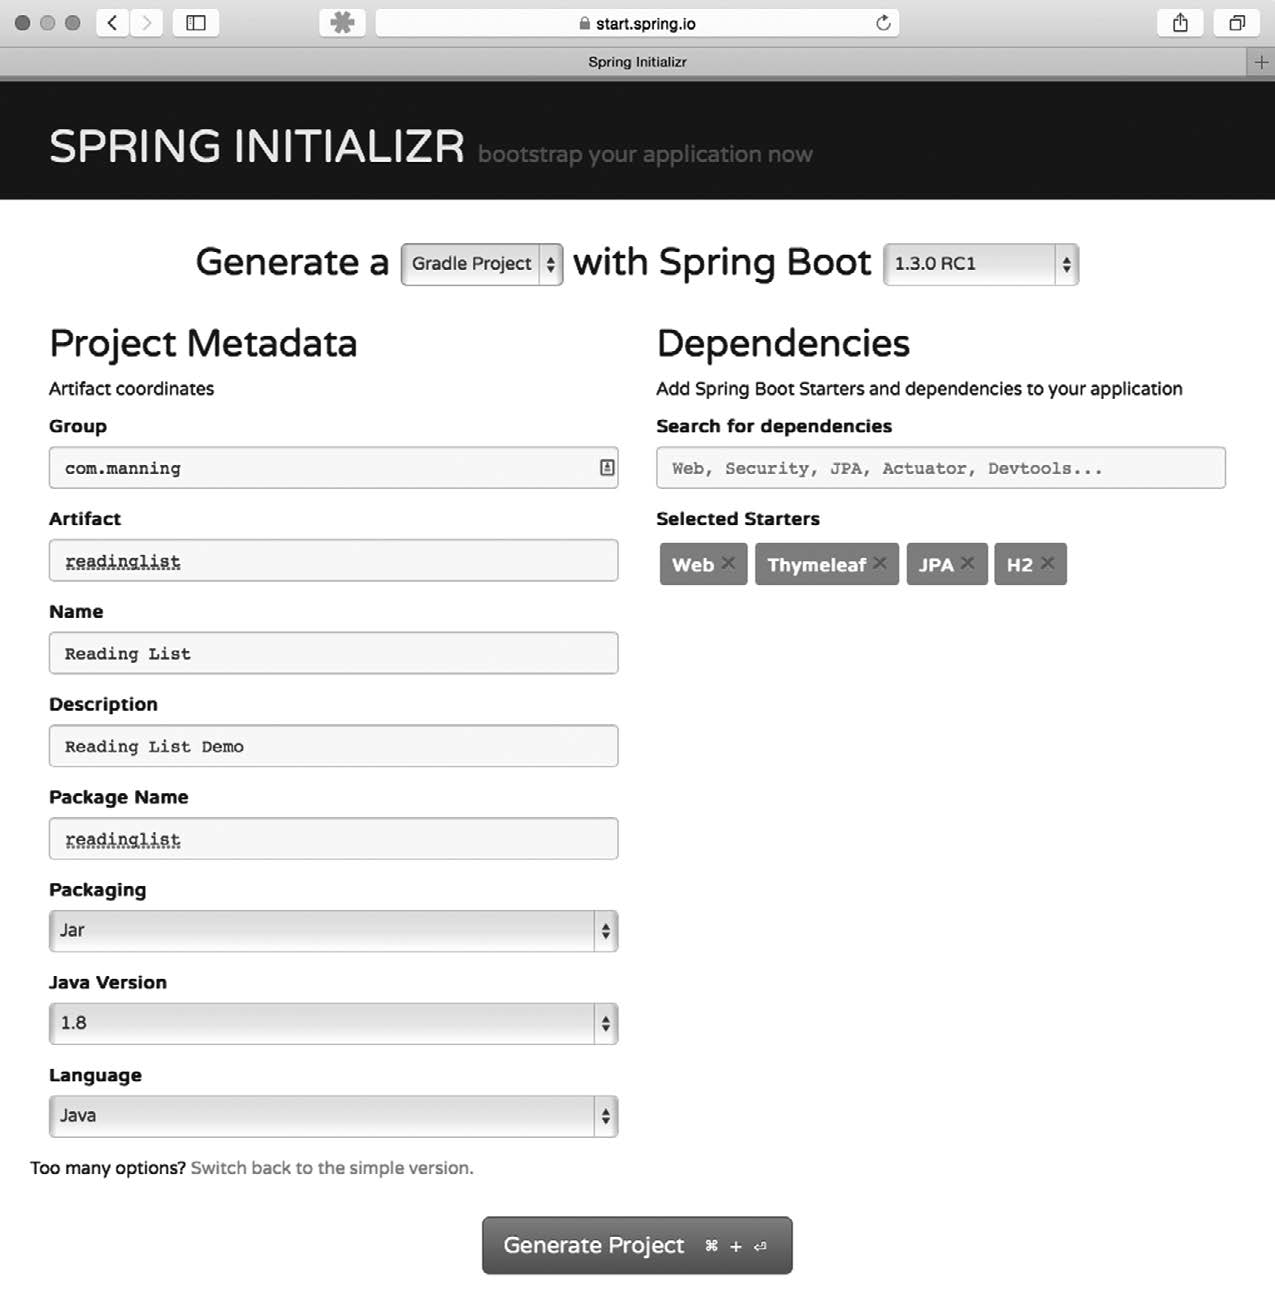 start.spring.io
Spring Initializr
SPRING INITIALIZR bootstrap your application now
Generate a Gradle Project with Spring Boot 1.3.0 RC1
Project Metadata
Artifact coordinates
Group
com.manning
Artifact
readinglist
Name
Reading List
Description
Reading List Demo
Package Name
readinglist
Packaging
Jar
Java Version
1.8
Language
Java
Too many options? Switch back to the simple version.
Dependencies
Add Spring Boot Starters and dependencies to your application
Search for dependencies
Web, Security, JPA, Actuator, Devtools...
Selected Starters
Web × Thymeleaf × JPA × H2 ×
Generate Project ⌘ + ⏎